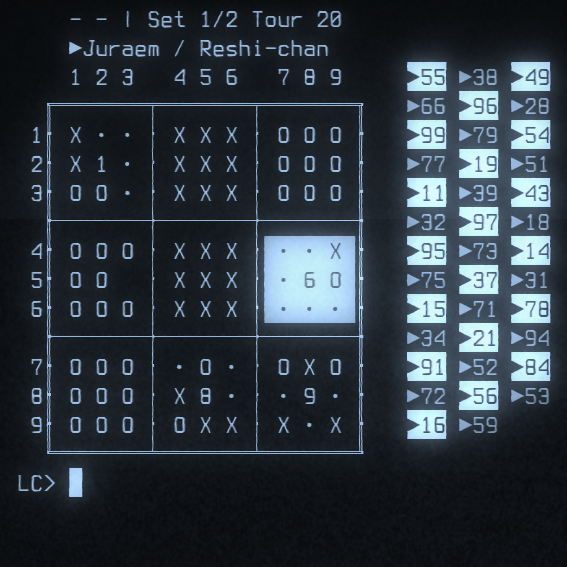 - - | Set 1/2 Tour 20
►Juraem / Reshi-chan
1 2 3 4 5 6 7 8 9
►55 ►38 ►49
►66 ►96 ►28
1 X · · X X X O O O ►99 ►79 ►54
2 X 1 · X X X O O O ►77 ►19 ►51
3 O O · X X X O O O ►11 ►39 ►43
►32 ►97 ►18
4 O O O X X X · · X ►95 ►73 ►14
5 O O X X X · 6 O ►75 ►37 ►31
6 O O O X X X · · · ►15 ►71 ►78
►34 ►21 ►94
7 O O O · O · O X O ►91 ►52 ►84
8 O O O X 8 · · 9 · ►72 ►56 ►53
9 O O O O X X X · X ►16 ►59
LC>